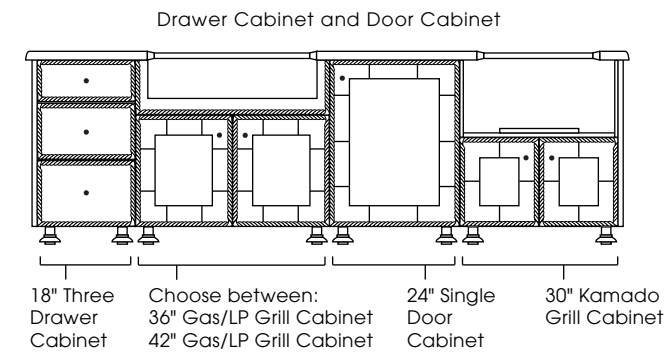 Drawer Cabinet and Door Cabinet
18" Three
Drawer
Cabinet
Choose between:
36" Gas/LP Grill Cabinet
42" Gas/LP Grill Cabinet
24" Single
Door
Cabinet
30" Kamado
Grill Cabinet